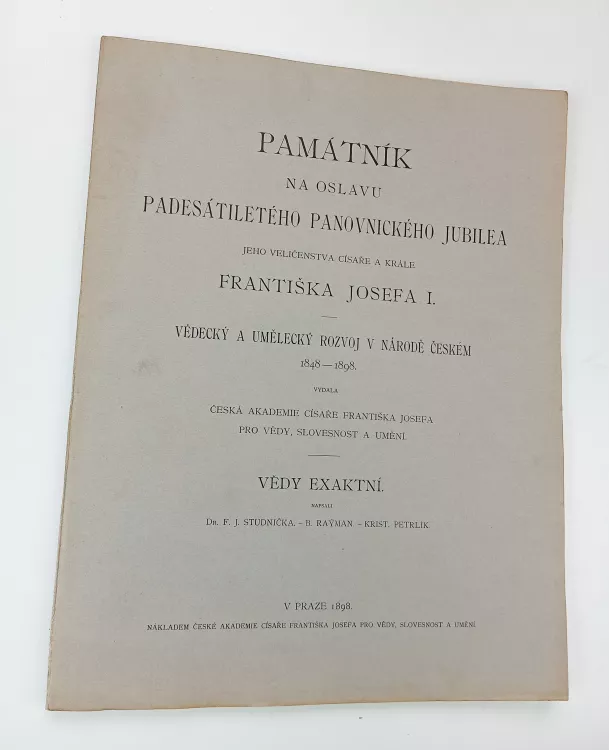 PAMÁTNÍK
NA OSLAVU
PADESÁTILETÉHO PANOVNICKÉHO JUBILEA
JEHO VELIČENSTVA CÍSAŘE A KRÁLE
FRANTIŠKA JOSEFA I.
VĚDECKÝ A UMĚLECKÝ ROZVOJ V NÁRODĚ ČESKÉM
1848—1898.
VYDALA
ČESKÁ AKADEMIE CÍSAŘE FRANTIŠKA JOSEFA
PRO VĚDY, SLOVESNOST A UMĚNÍ.
VĚDY EXAKTNÍ.
NAPSALI
DR. F. J. STUDNIČKA. – B. RAÝMAN – KRIST. PETRLÍK.
V PRAZE 1898.
NÁKLADEM ČESKÉ AKADEMIE CÍSAŘE FRANTIŠKA JOSEFA PRO VĚDY, SLOVESNOST A UMĚNÍ.